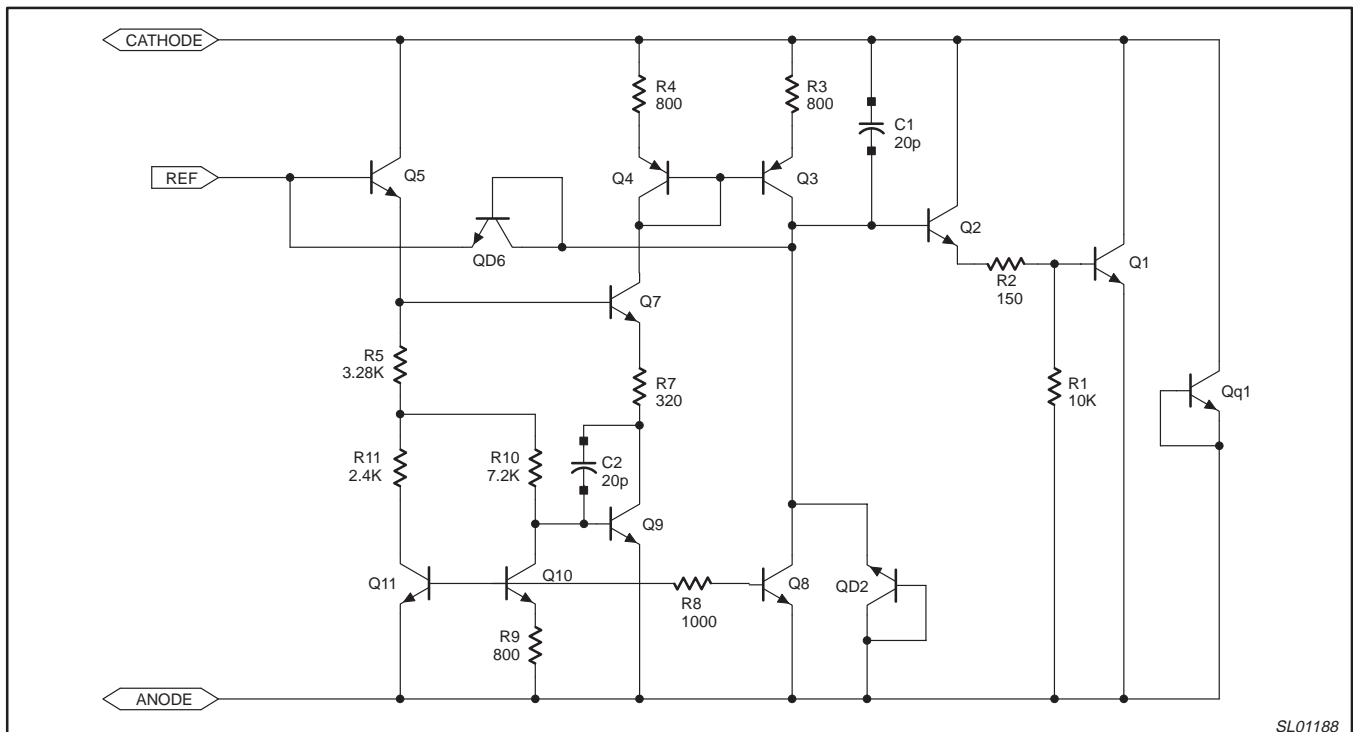 CATHODE
R4
800
R3
800
C1
20p
REF
Q5
Q4
Q3
Q2
QD6
Q1
R2
150
Q7
R5
3.28K
R7
320
R1
10K
Qq1
R11
2.4K
R10
7.2K
C2
20p
Q9
Q11
Q10
R8
1000
Q8
QD2
R9
800
ANODE
SL01188